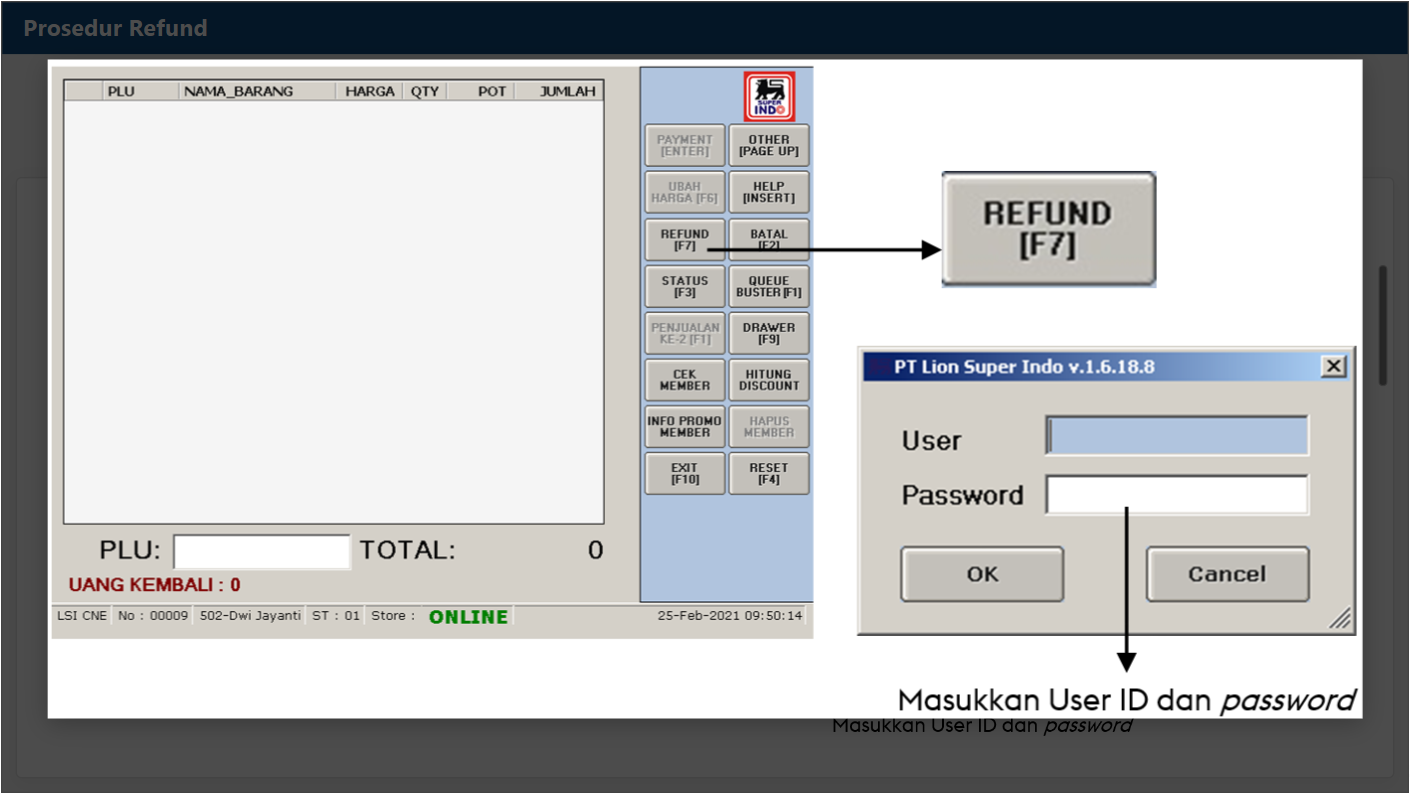 Prosedur Refund
PLU NAMA_BARANG HARGA QTY POT JUMLAH
SUPER
INDO
PAYMENT
[ENTER]
OTHER
[PAGE UP]
UBAH
HARGA [F6]
HELP
[INSERT]
REFUND
[F7]
BATAL
[F2]
STATUS
[F3]
QUEUE
BUSTER [F1]
PENJUALAN
KE-2 [F1]
DRAWER
[F9]
CEK
MEMBER
HITUNG
DISCOUNT
INFO PROMO
MEMBER
HAPUS
MEMBER
EXIT
[F10]
RESET
[F4]
PLU: TOTAL: 0
UANG KEMBALI : 0
LSI CNE No : 00009 502-Dwi Jayanti ST : 01 Store : ONLINE 25-Feb-2021 09:50:14
REFUND
[F7]
PT Lion Super Indo v.1.6.18.8
User
Password
OK Cancel
Masukkan User ID dan password
Masukkan User ID dan password